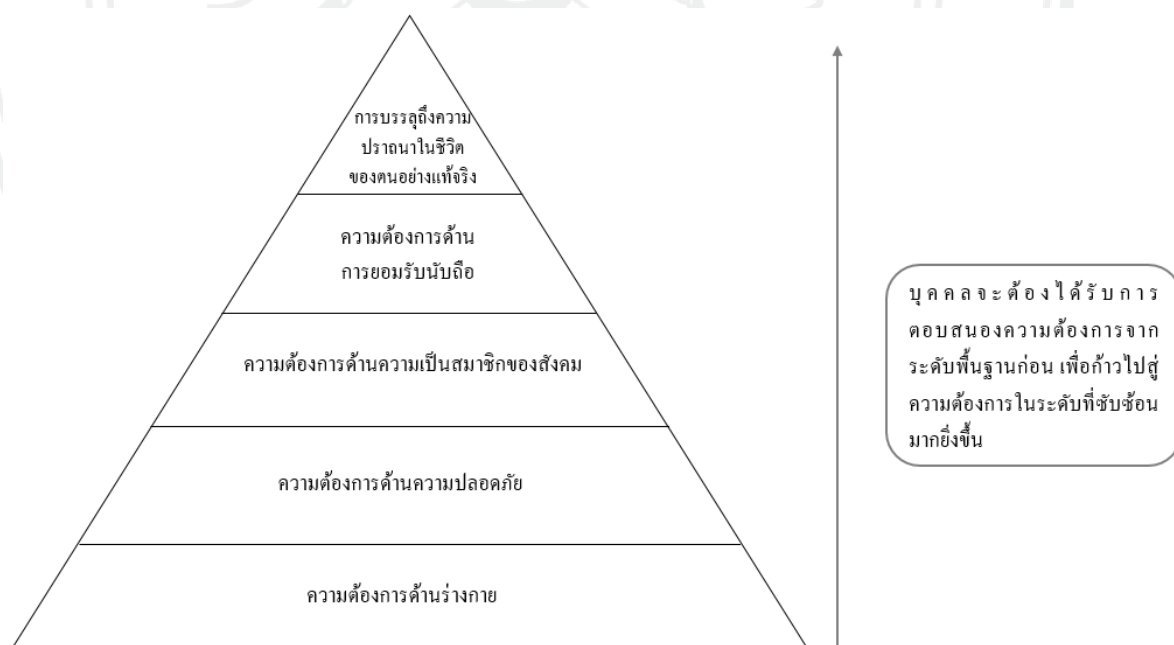 การบรรลุถึงความ
ปราถนาในชีวิต
ของตนอย่างแท้จริง
ความต้องการด้าน
การยอมรับนับถือ
ความต้องการด้านความเป็นสมาชิกของสังคม
ความต้องการด้านความปลอดภัย
ความต้องการด้านร่างกาย
บุคคลจะต้องได้รับการ
ตอบสนองความต้องการจาก
ระดับพื้นฐานก่อน เพื่อก้าวไปสู่
ความต้องการในระดับที่ซับซ้อน
มากยิ่งขึ้น